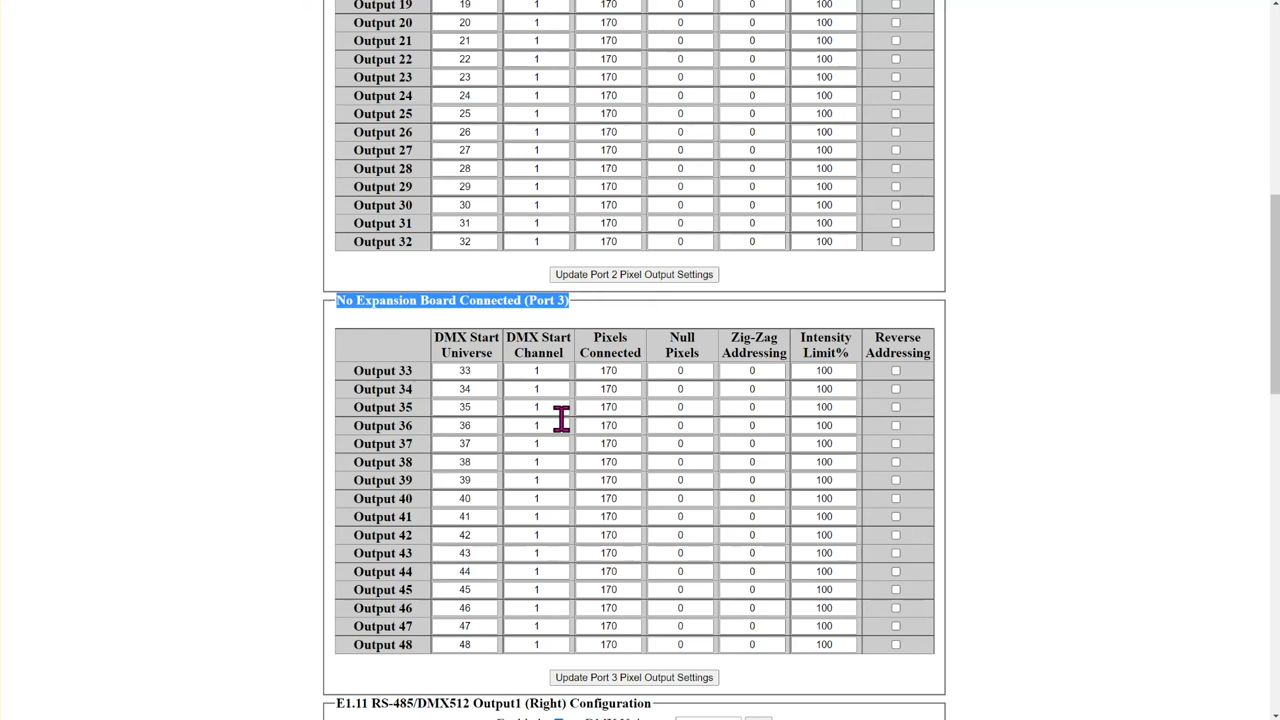 Output 19 19 1 170 0 0 100
Output 20 20 1 170 0 0 100
Output 21 21 1 170 0 0 100
Output 22 22 1 170 0 0 100
Output 23 23 1 170 0 0 100
Output 24 24 1 170 0 0 100
Output 25 25 1 170 0 0 100
Output 26 26 1 170 0 0 100
Output 27 27 1 170 0 0 100
Output 28 28 1 170 0 0 100
Output 29 29 1 170 0 0 100
Output 30 30 1 170 0 0 100
Output 31 31 1 170 0 0 100
Output 32 32 1 170 0 0 100
Update Port 2 Pixel Output Settings
No Expansion Board Connected (Port 3)
DMX Start DMX Start Pixels Null Zig-Zag Intensity Reverse
Universe Channel Connected Pixels Addressing Limit% Addressing
Output 33 33 1 170 0 0 100
Output 34 34 1 170 0 0 100
Output 35 35 1 170 0 0 100
Output 36 36 1 170 0 0 100
Output 37 37 1 170 0 0 100
Output 38 38 1 170 0 0 100
Output 39 39 1 170 0 0 100
Output 40 40 1 170 0 0 100
Output 41 41 1 170 0 0 100
Output 42 42 1 170 0 0 100
Output 43 43 1 170 0 0 100
Output 44 44 1 170 0 0 100
Output 45 45 1 170 0 0 100
Output 46 46 1 170 0 0 100
Output 47 47 1 170 0 0 100
Output 48 48 1 170 0 0 100
Update Port 3 Pixel Output Settings
E1.11 RS-485/DMX512 Output1 (Right) Configuration